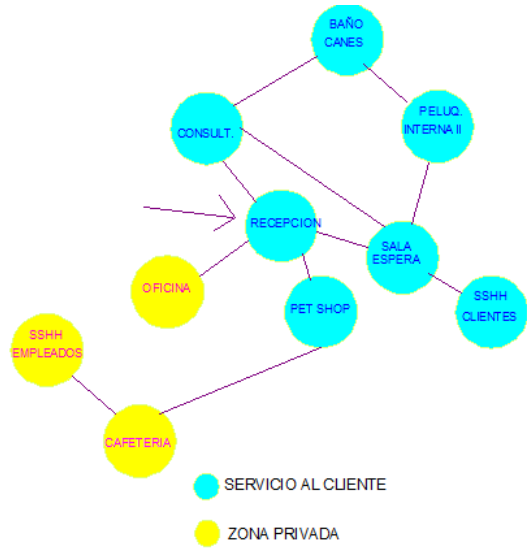 BAÑO
CANES
PELUQ.
INTERNA II
CONSULT.
RECEPCION
SALA
ESPERA
OFICINA
PET SHOP
SSHH
CLIENTES
SSHH
EMPLEADOS
CAFETERIA
SERVICIO AL CLIENTE
ZONA PRIVADA